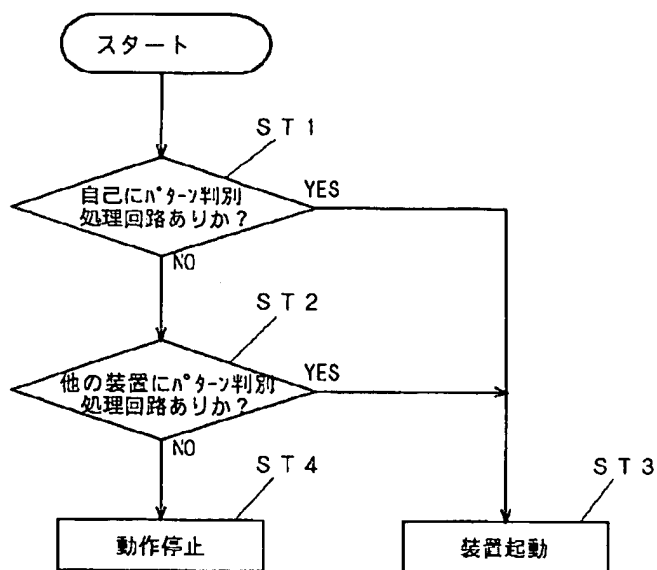 スタート
ST1
自己にパターン判別
処理回路ありか?
YES
NO
ST2
他の装置にパターン判別
処理回路ありか?
YES
NO
ST4
動作停止
ST3
装置起動